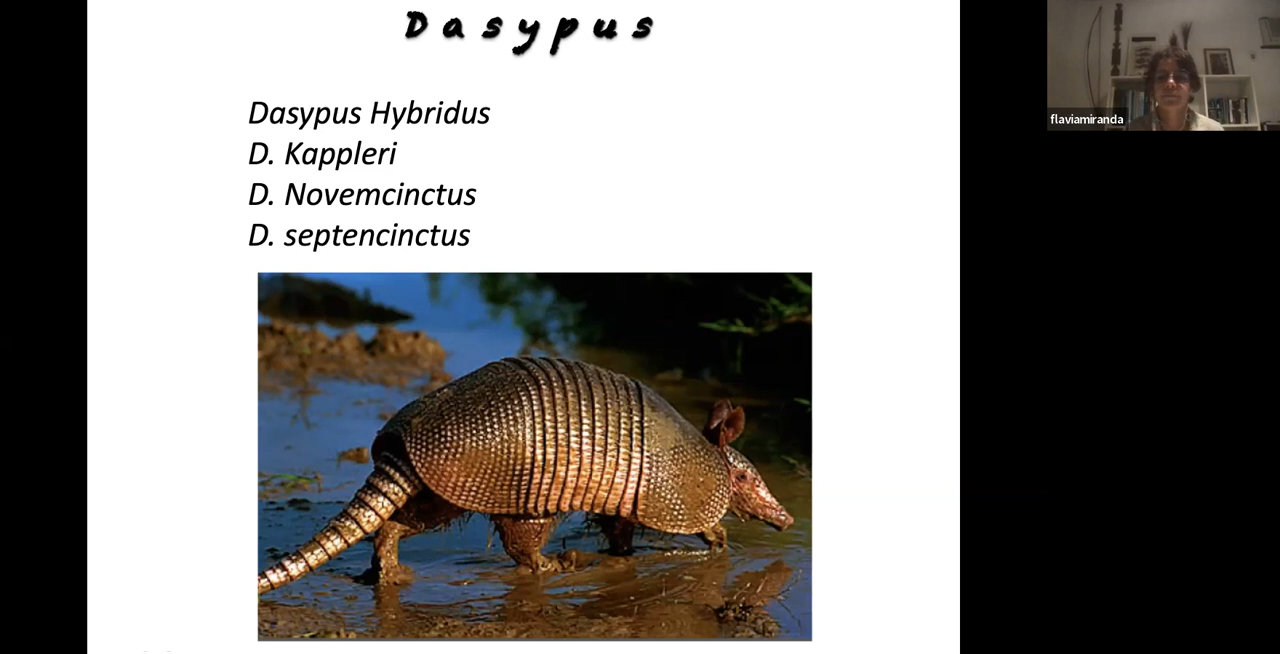 Dasypus
Dasypus Hybridus
D. Kappleri
D. Novemcinctus
D. septencinctus
flaviamiranda